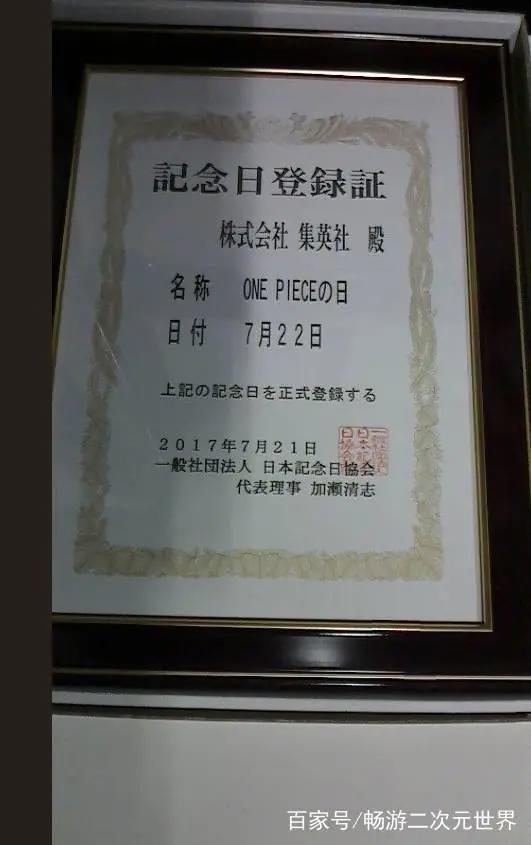 記念日登録証
株式会社 集英社 殿
名称 ONE PIECEの日
日付 7月22日
上記の記念日を正式登録する
2017年7月21日
一般社団法人 日本記念日協会
代表理事 加瀬清志
百家号/畅游二次元世界